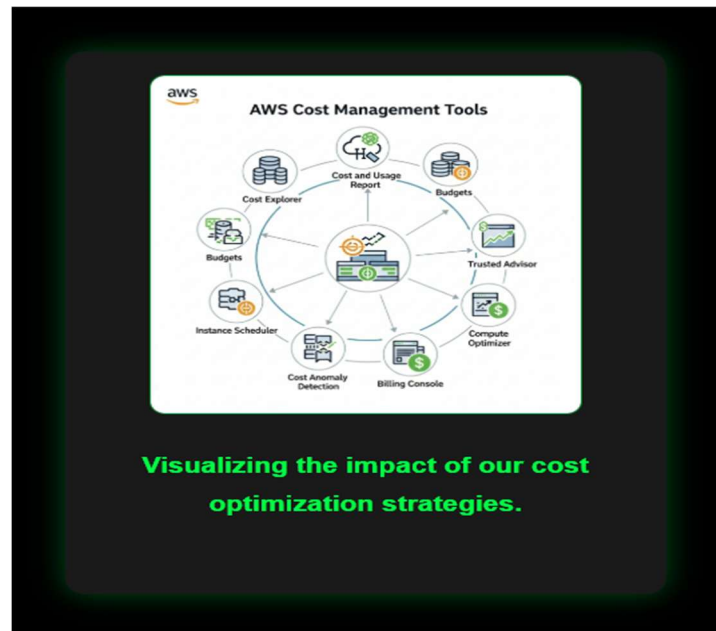 aws
AWS Cost Management Tools
Cost and Usage
Report
Budgets
Cost Explorer
Budgets
Trusted Advisor
Instance Scheduler
Compute
Optimizer
Cost Anomaly
Detection
Billing Console
Visualizing the impact of our cost
optimization strategies.